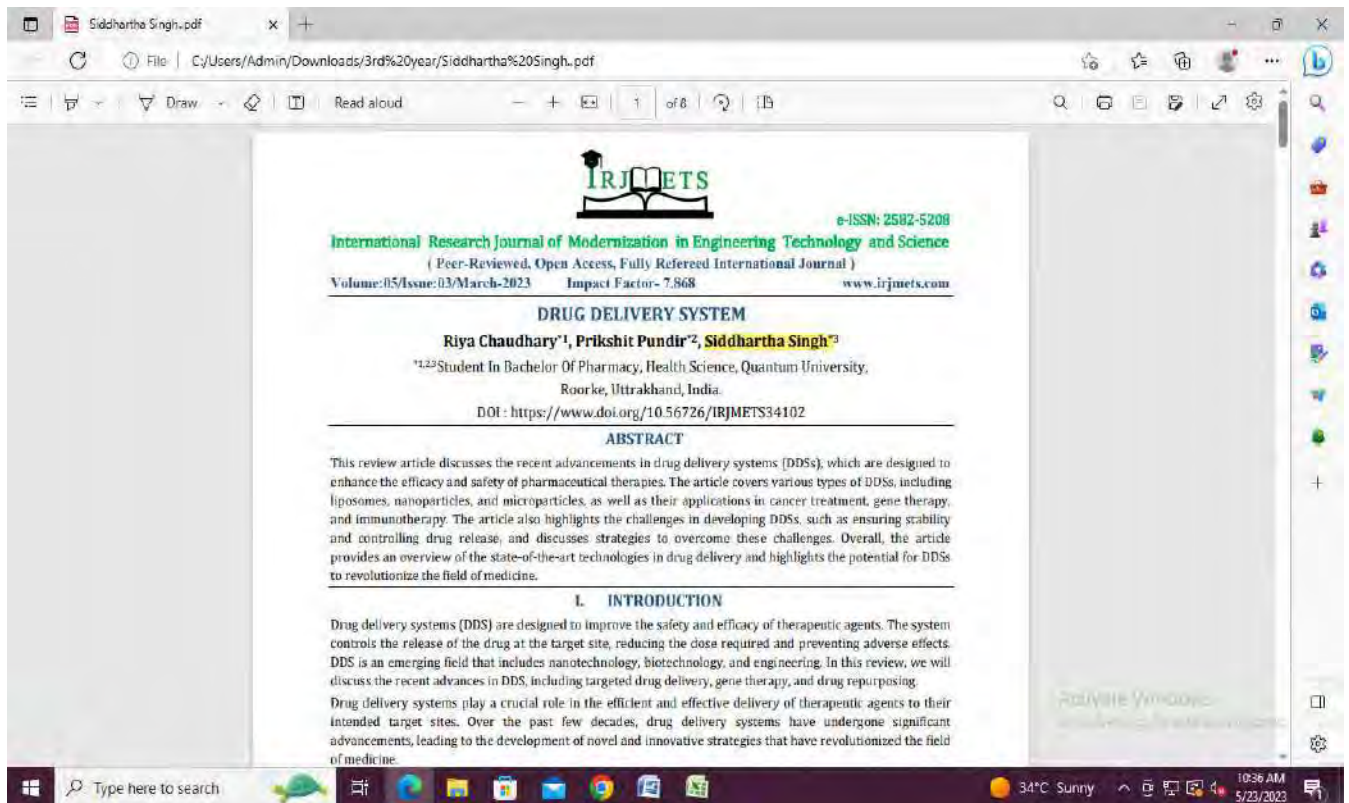 Siddhartha Singh..pdf
File C:/Users/Admin/Downloads/3rd%20year/Siddhartha%20Singh..pdf
Draw Read aloud 1 of 8
IRJMETS
e-ISSN: 2582-5208
International Research Journal of Modernization in Engineering Technology and Science
( Peer-Reviewed, Open Access, Fully Refereed International Journal )
Volume:05/Issue:03/March-2023 Impact Factor- 7.868 www.irjmets.com
DRUG DELIVERY SYSTEM
Riya Chaudhary*1, Prikshit Pundir*2, Siddhartha Singh*3
*1,2,3Student In Bachelor Of Pharmacy, Health Science, Quantum University,
Roorke, Uttrakhand, India.
DOI : https://www.doi.org/10.56726/IRJMETS34102
ABSTRACT
This review article discusses the recent advancements in drug delivery systems (DDSs), which are designed to
enhance the efficacy and safety of pharmaceutical therapies. The article covers various types of DDSs, including
liposomes, nanoparticles, and microparticles, as well as their applications in cancer treatment, gene therapy,
and immunotherapy. The article also highlights the challenges in developing DDSs, such as ensuring stability
and controlling drug release, and discusses strategies to overcome these challenges. Overall, the article
provides an overview of the state-of-the-art technologies in drug delivery and highlights the potential for DDSs
to revolutionize the field of medicine.
I. INTRODUCTION
Drug delivery systems (DDS) are designed to improve the safety and efficacy of therapeutic agents. The system
controls the release of the drug at the target site, reducing the dose required and preventing adverse effects.
DDS is an emerging field that includes nanotechnology, biotechnology, and engineering. In this review, we will
discuss the recent advances in DDS, including targeted drug delivery, gene therapy, and drug repurposing.
Drug delivery systems play a crucial role in the efficient and effective delivery of therapeutic agents to their
intended target sites. Over the past few decades, drug delivery systems have undergone significant
advancements, leading to the development of novel and innovative strategies that have revolutionized the field
of medicine.
Activate Windows
Type here to search
34°C Sunny
10:36 AM
5/23/2023